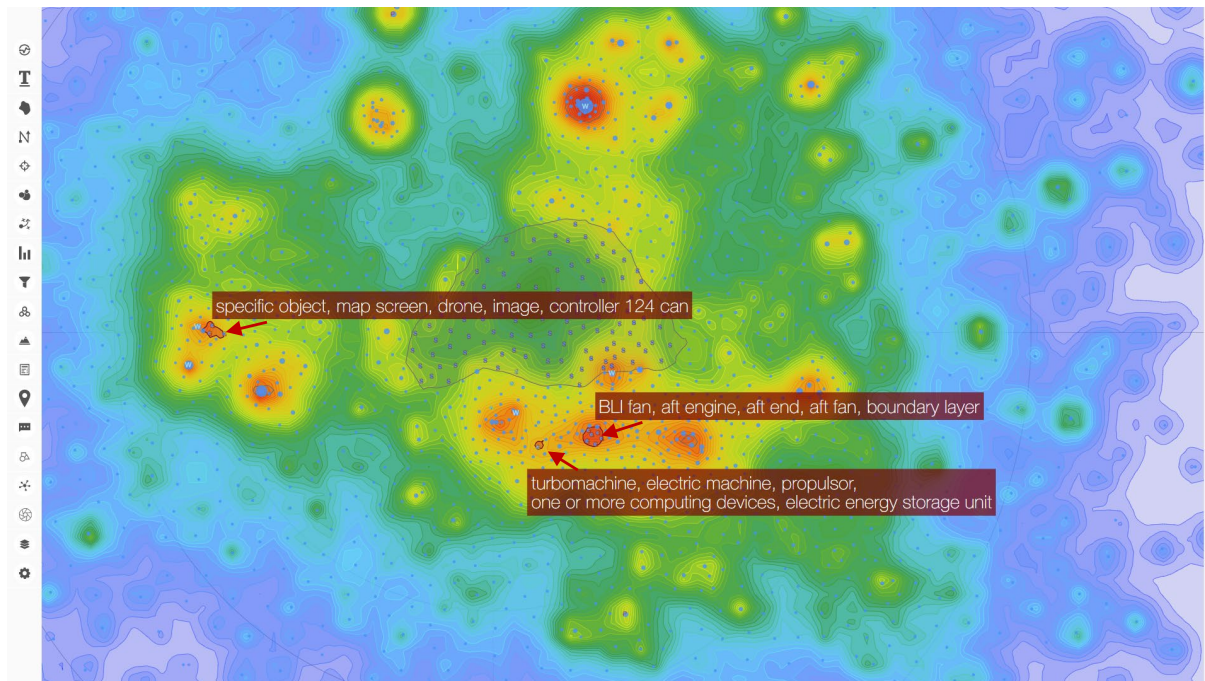 specific object, map screen, drone, image, controller 124 can
BLI fan, aft engine, aft end, aft fan, boundary layer
turbomachine, electric machine, propulsor,
one or more computing devices, electric energy storage unit